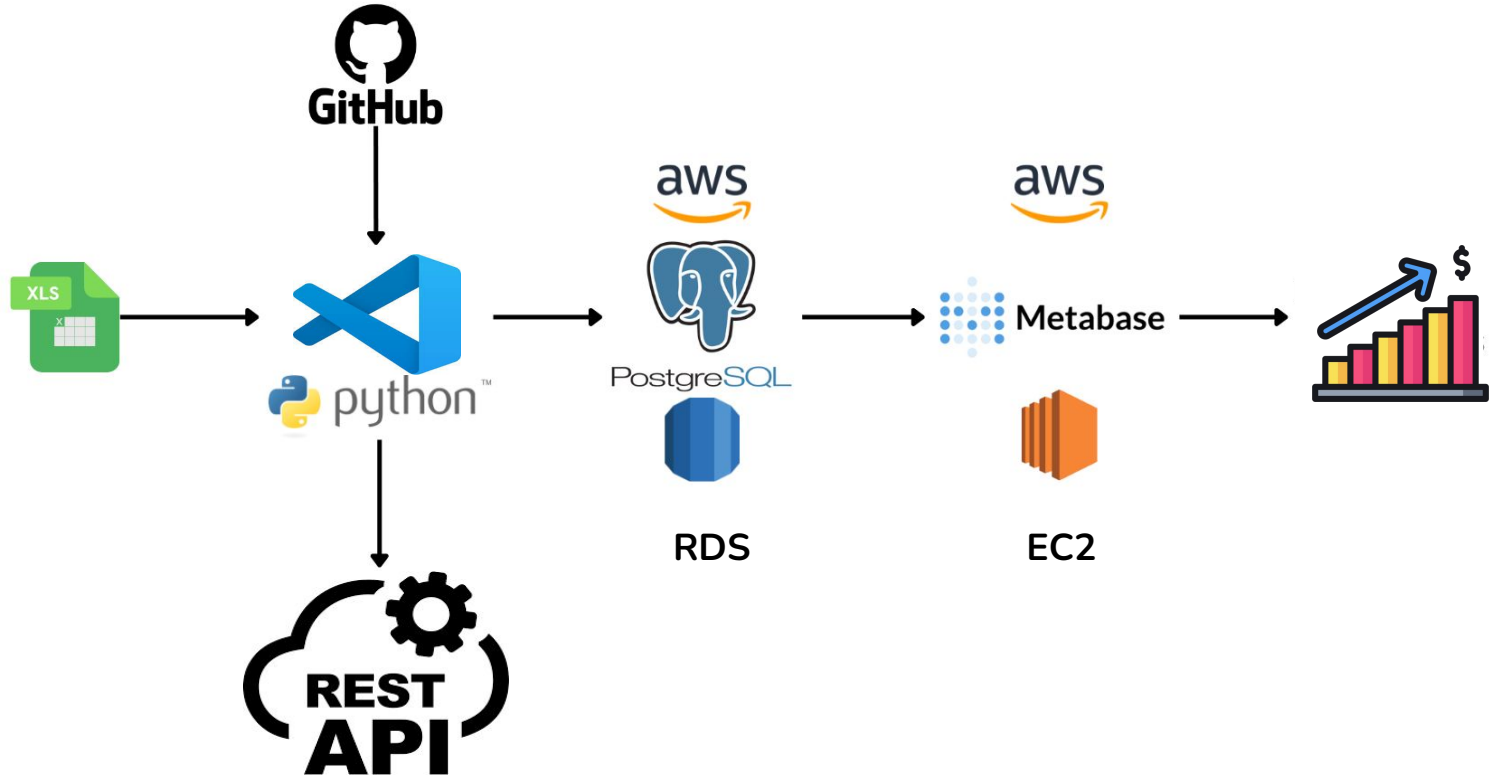 GitHub
aws
aws
XLS
X
$
Metabase
PostgreSQL
python™
RDS
EC2
REST
API